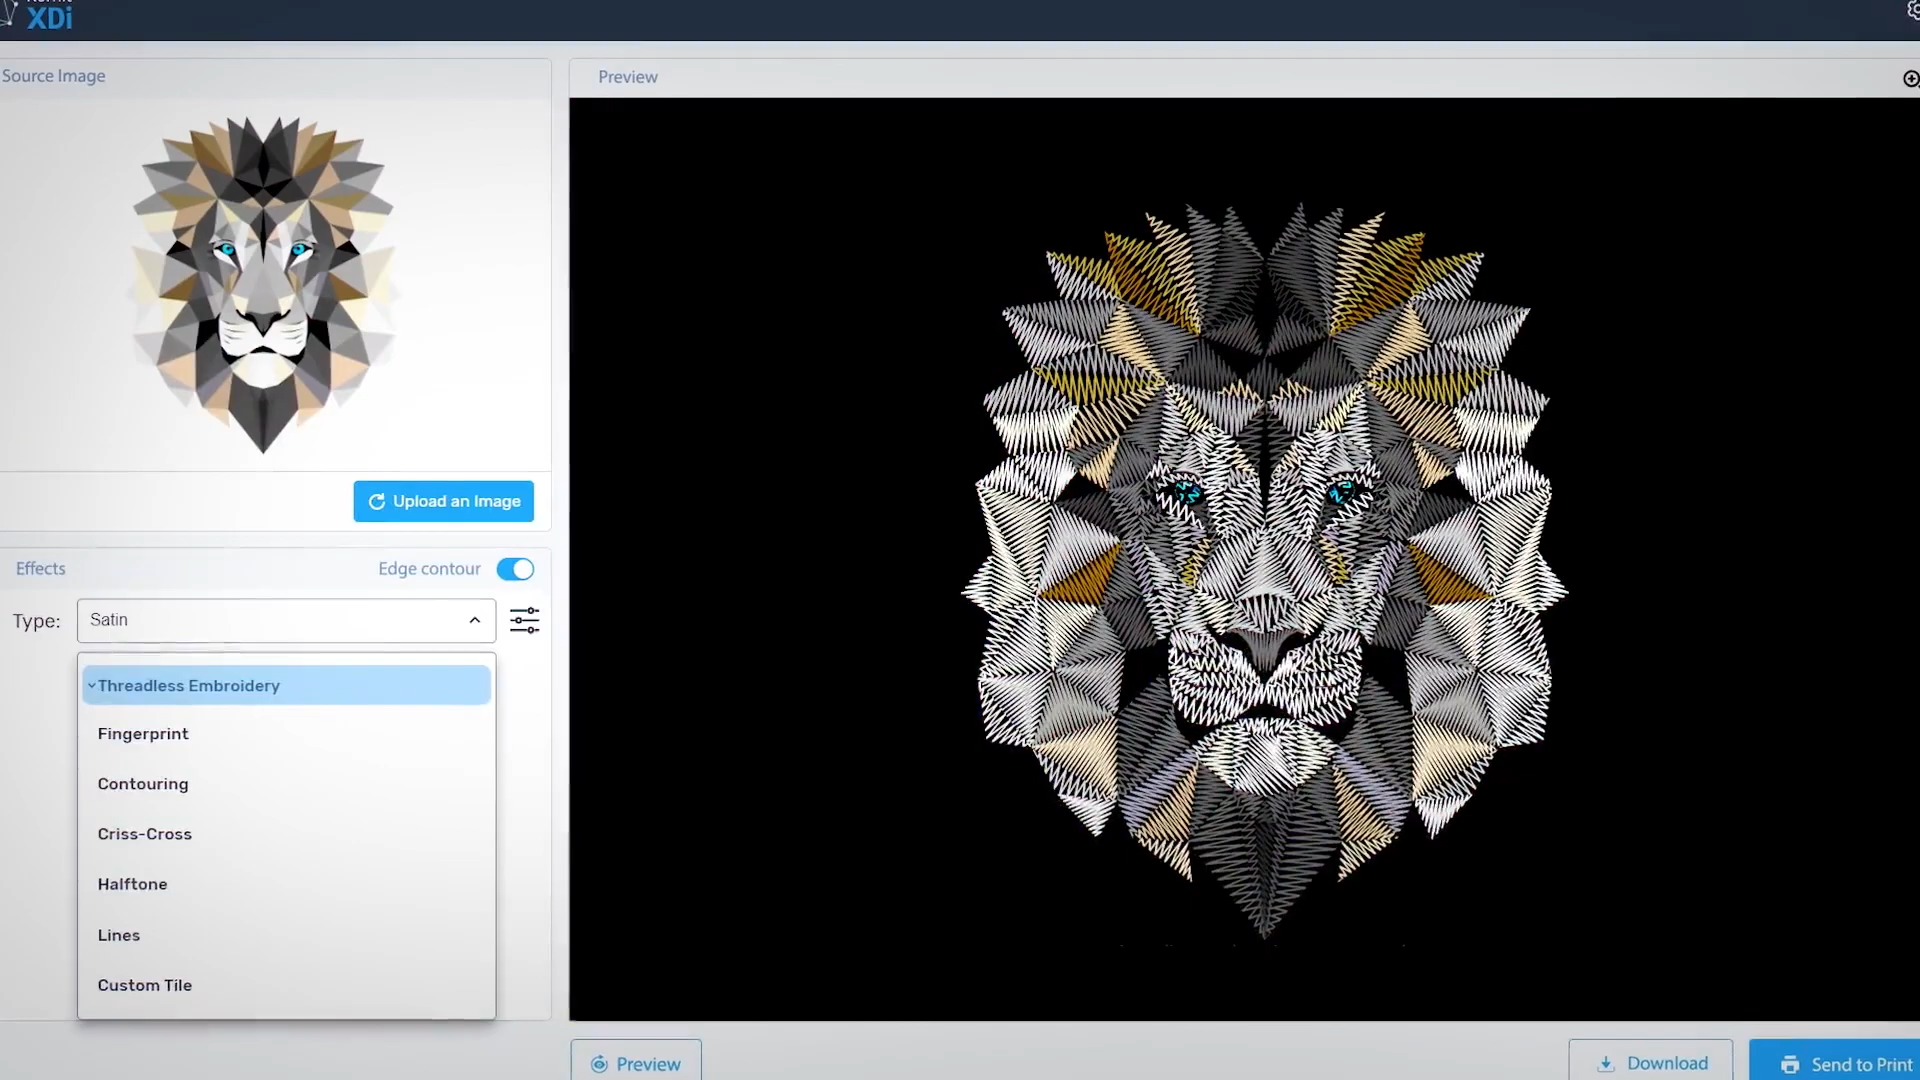 XDi
Source Image
Preview
Upload an Image
Effects
Edge contour
Type:
Satin
Threadless Embroidery
Fingerprint
Contouring
Criss-Cross
Halftone
Lines
Custom Tile
Preview
Download
Send to Print